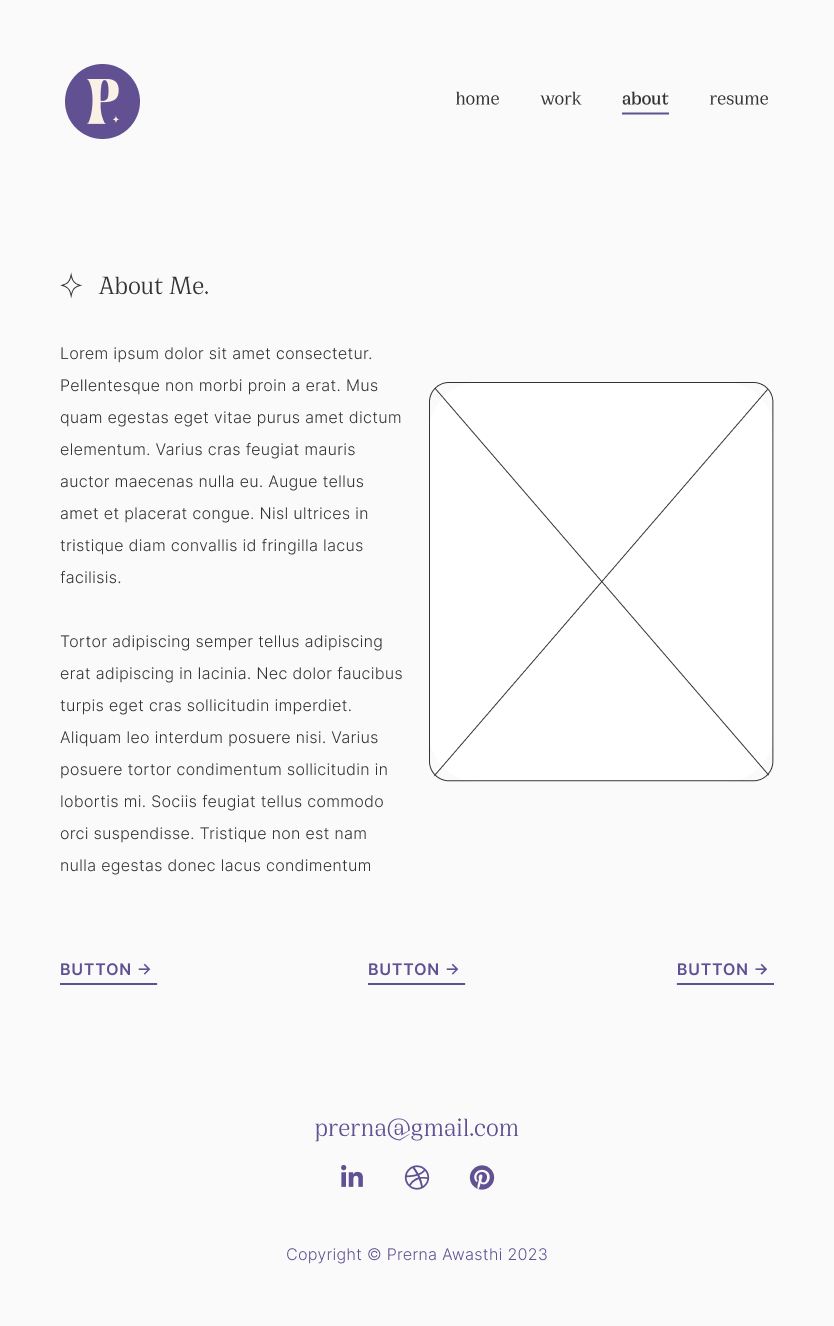 P
home work about resume
About Me.
Lorem ipsum dolor sit amet consectetur.
Pellentesque non morbi proin a erat. Mus
quam egestas eget vitae purus amet dictum
elementum. Varius cras feugiat mauris
auctor maecenas nulla eu. Augue tellus
amet et placerat congue. Nisl ultrices in
tristique diam convallis id fringilla lacus
facilisis.
Tortor adipiscing semper tellus adipiscing
erat adipiscing in lacinia. Nec dolor faucibus
turpis eget cras sollicitudin imperdiet.
Aliquam leo interdum posuere nisi. Varius
posuere tortor condimentum sollicitudin in
lobortis mi. Sociis feugiat tellus commodo
orci suspendisse. Tristique non est nam
nulla egestas donec lacus condimentum
BUTTON → BUTTON → BUTTON →
prerna@gmail.com
in
Copyright © Prerna Awasthi 2023